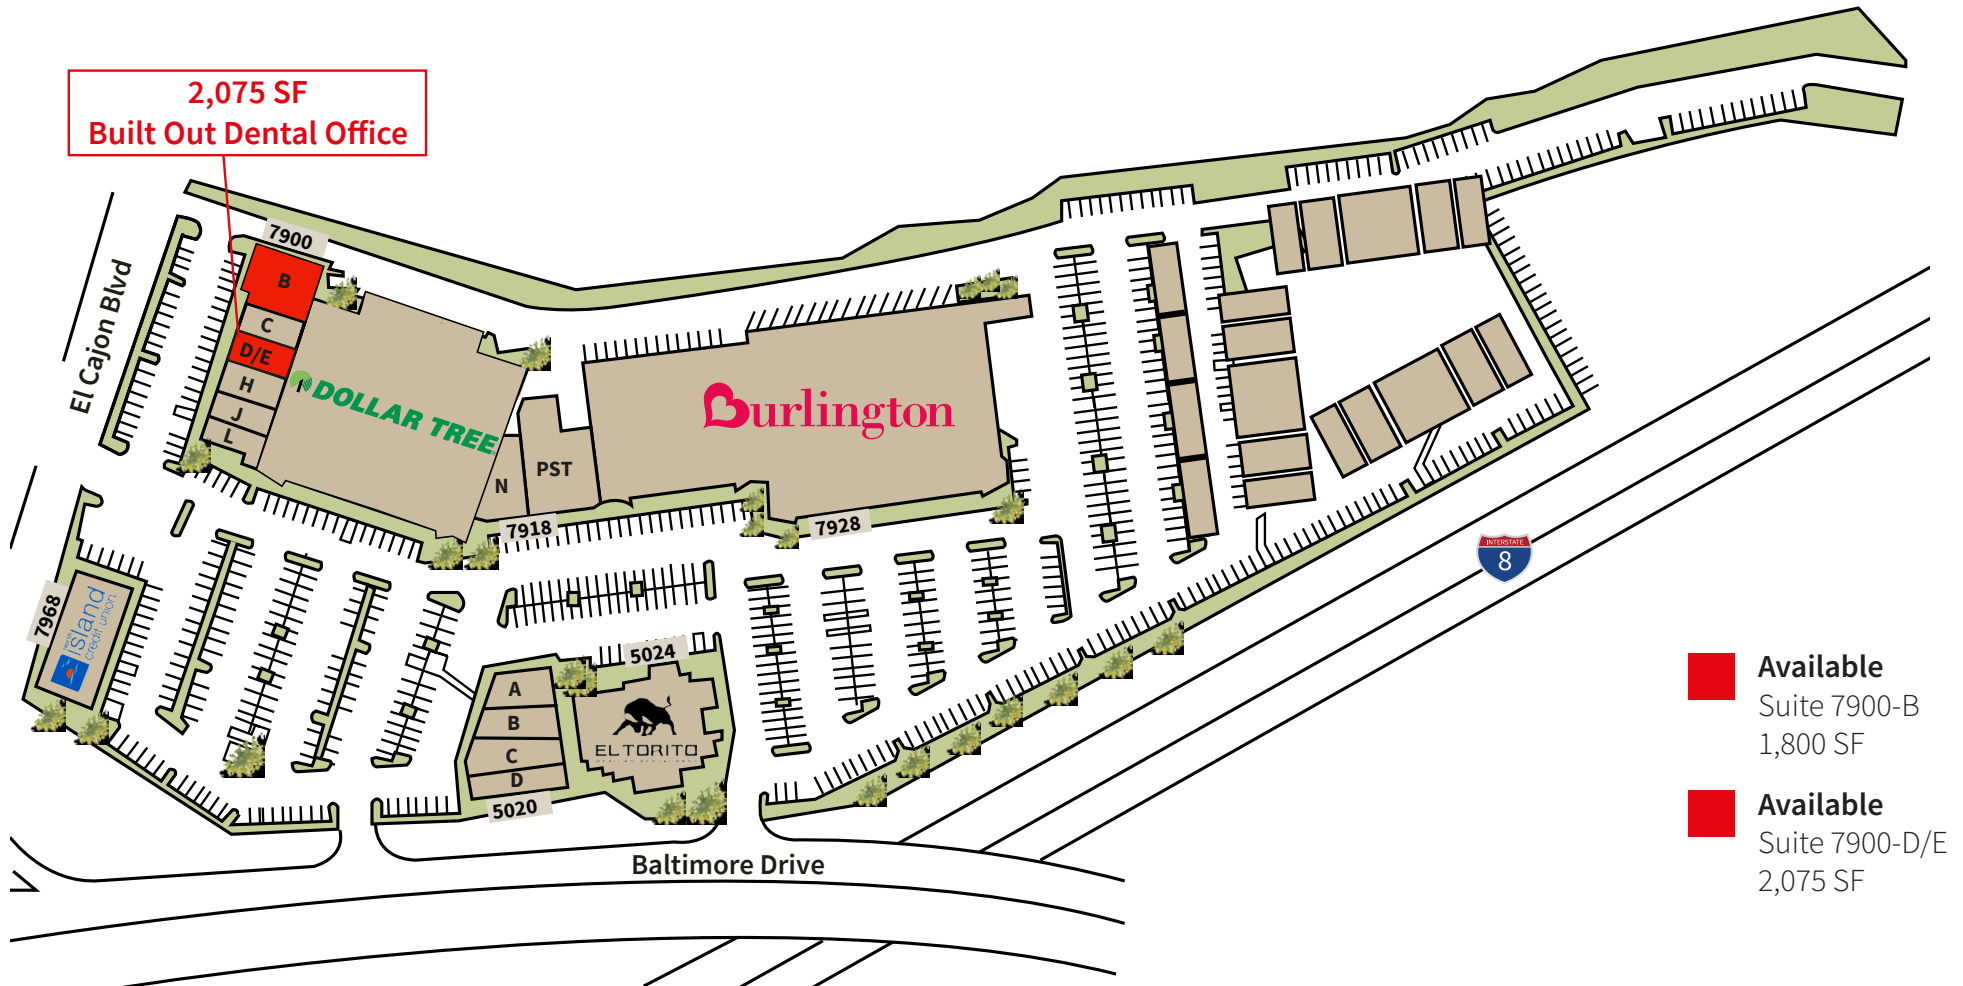 2,075 SF
Built Out Dental Office
El Cajon Blvd
7900
B
C
D/E
H
J
L
DOLLAR TREE
N
PST
7918
Burlington
7928
7968
north
island
credit union
5024
A
B
C
D
5020
EL TORITO
Baltimore Drive
INTERSTATE
8
Available
Suite 7900-B
1,800 SF
Available
Suite 7900-D/E
2,075 SF